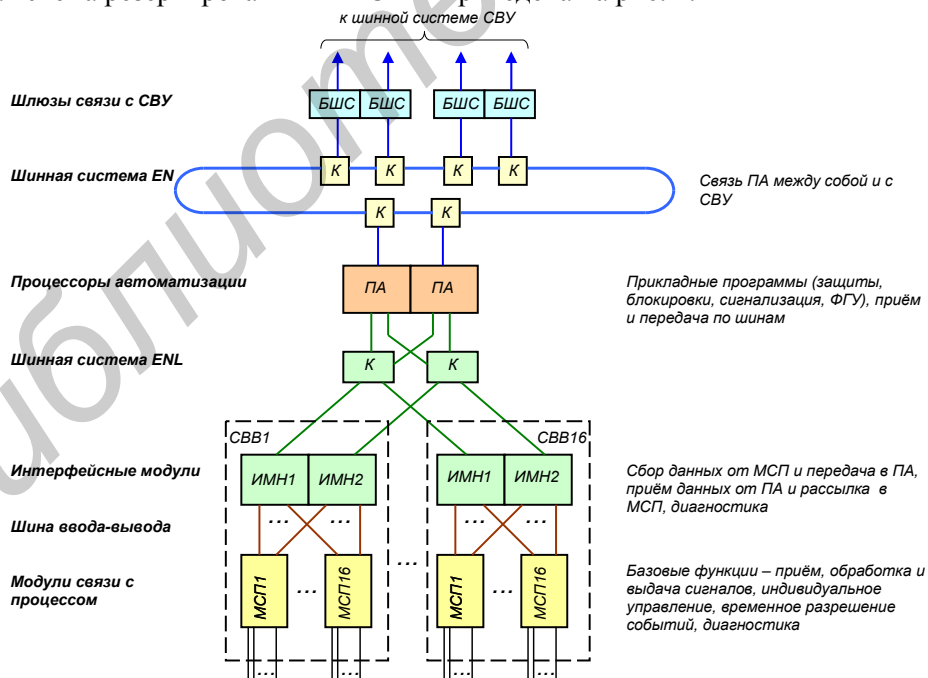 к шинной системе СВУ
Шлюзы связи с СВУ
БШС БШС БШС БШС
Шинная система EN
К К К К
Связь ПА между собой и с
СВУ
К К
Процессоры автоматизации
ПА ПА
Прикладные программы (защиты,
блокировки, сигнализация, ФГУ), приём
и передача по шинам
Шинная система ENL
К К
СВВ1 СВВ16
Интерфейсные модули
ИМН1 ИМН2 ИМН1 ИМН2
Сбор данных от МСП и передача в ПА,
приём данных от ПА и рассылка в
МСП, диагностика
Шина ввода-вывода
... ... ... ...
Модули связи с
процессом
МСП1 ... МСП16 ... МСП1 ... МСП16
Базовые функции – приём, обработка и
выдача сигналов, индивидуальное
управление, временное разрешение
событий, диагностика
... ... ... ...